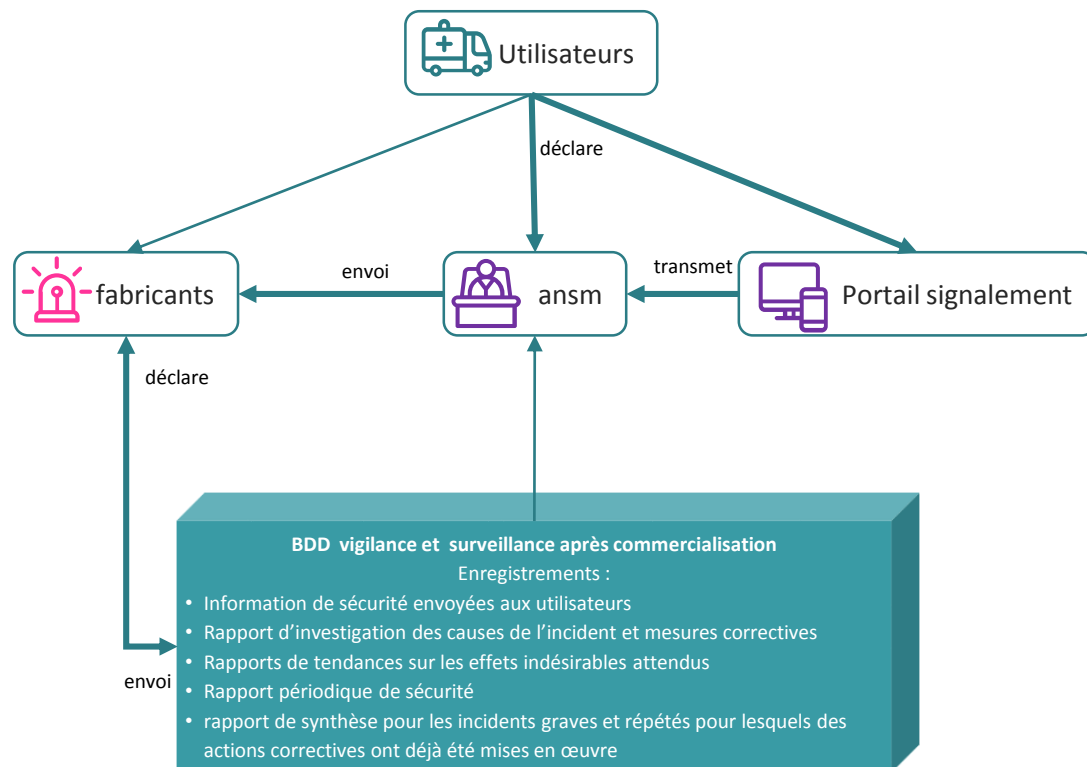 Utilisateurs
déclare
fabricants
envoi
ansm
transmet
Portail signalement
déclare
envoi
BDD vigilance et surveillance après commercialisation
Enregistrements :
• Information de sécurité envoyées aux utilisateurs
• Rapport d’investigation des causes de l’incident et mesures correctives
• Rapports de tendances sur les effets indésirables attendus
• Rapport périodique de sécurité
• rapport de synthèse pour les incidents graves et répétés pour lesquels des
actions correctives ont déjà été mises en œuvre